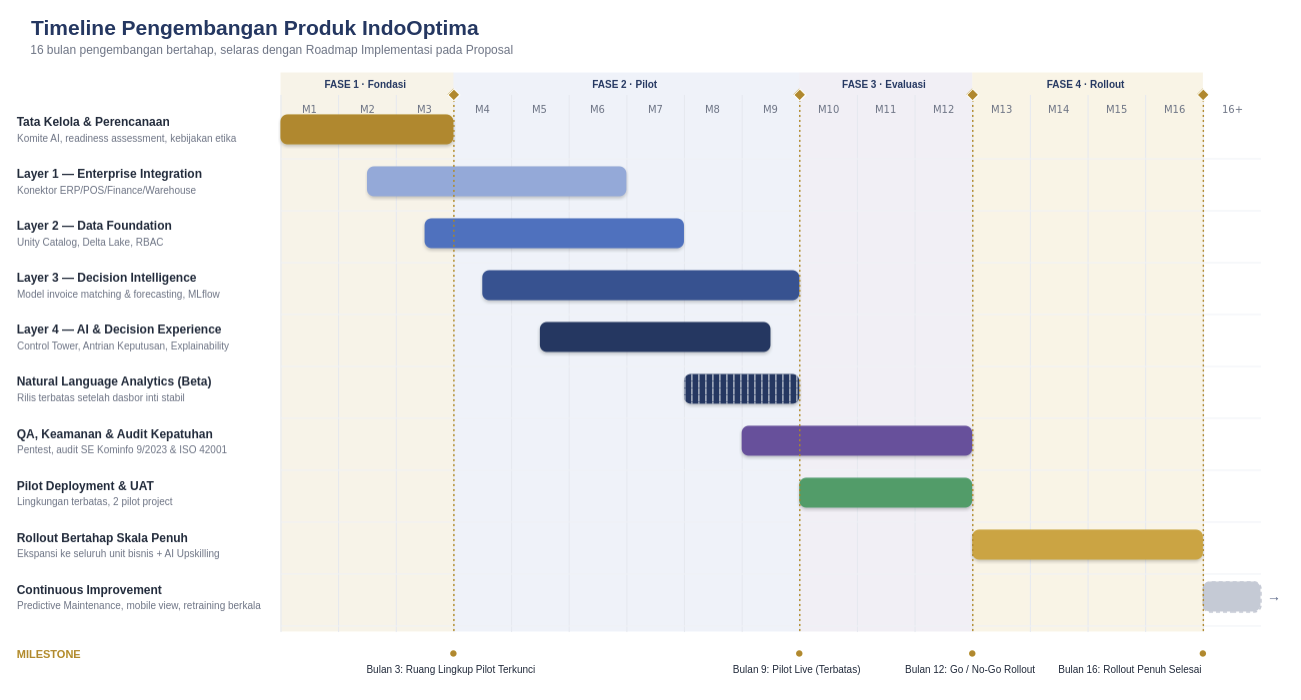 Timeline Pengembangan Produk IndoOptima
16 bulan pengembangan bertahap, selaras dengan Roadmap Implementasi pada Proposal
FASE 1 · Fondasi FASE 2 · Pilot FASE 3 · Evaluasi FASE 4 · Rollout
M1 M2 M3 M4 M5 M6 M7 M8 M9 M10 M11 M12 M13 M14 M15 M16 16+
Tata Kelola & Perencanaan
Komite AI, readiness assessment, kebijakan etika
Layer 1 — Enterprise Integration
Konektor ERP/POS/Finance/Warehouse
Layer 2 — Data Foundation
Unity Catalog, Delta Lake, RBAC
Layer 3 — Decision Intelligence
Model invoice matching & forecasting, MLflow
Layer 4 — AI & Decision Experience
Control Tower, Antrian Keputusan, Explainability
Natural Language Analytics (Beta)
Rilis terbatas setelah dasbor inti stabil
QA, Keamanan & Audit Kepatuhan
Pentest, audit SE Kominfo 9/2023 & ISO 42001
Pilot Deployment & UAT
Lingkungan terbatas, 2 pilot project
Rollout Bertahap Skala Penuh
Ekspansi ke seluruh unit bisnis + AI Upskilling
Continuous Improvement
Predictive Maintenance, mobile view, retraining berkala
→
MILESTONE
Bulan 3: Ruang Lingkup Pilot Terkunci Bulan 9: Pilot Live (Terbatas) Bulan 12: Go / No-Go Rollout Bulan 16: Rollout Penuh Selesai